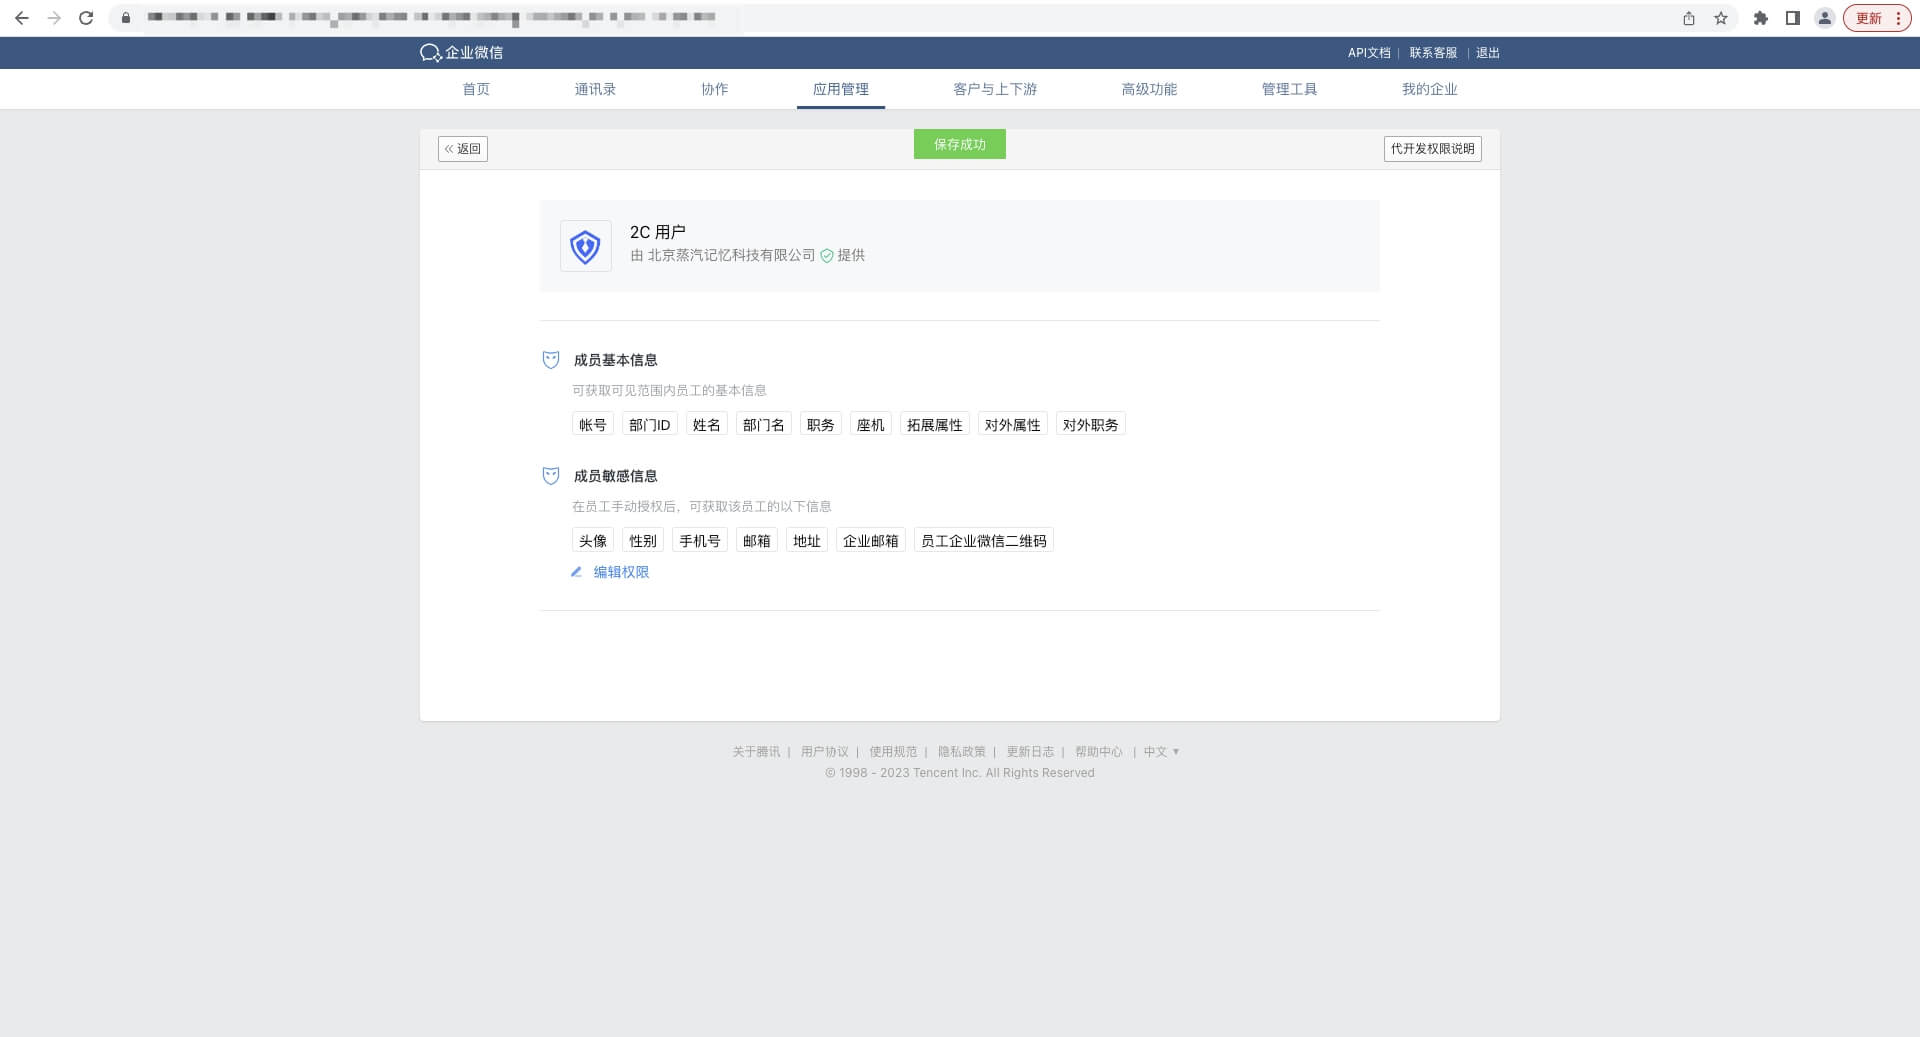 更新
企业微信
API文档 | 联系客服 | 退出
首页 通讯录 协作 应用管理 客户与上下游 高级功能 管理工具 我的企业
« 返回 保存成功 代开发权限说明
2C 用户
由 北京蒸汽记忆科技有限公司 提供
成员基本信息
可获取可见范围内员工的基本信息
帐号 部门ID 姓名 部门名 职务 座机 拓展属性 对外属性 对外职务
成员敏感信息
在员工手动授权后，可获取该员工的以下信息
头像 性别 手机号 邮箱 地址 企业邮箱 员工企业微信二维码
编辑权限
关于腾讯 | 用户协议 | 使用规范 | 隐私政策 | 更新日志 | 帮助中心 | 中文 ▼
© 1998 - 2023 Tencent Inc. All Rights Reserved